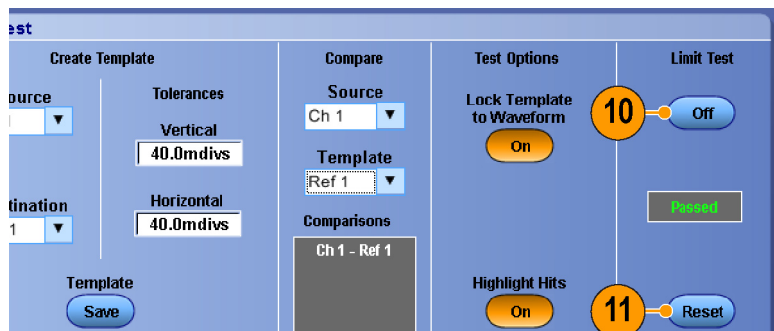 est
Create Template
ource
Tolerances
Vertical
40.0mdivs
Horizontal
40.0mdivs
tination
1
Template
Save
Compare
Source
Ch 1
Template
Ref 1
Comparisons
Ch 1 - Ref 1
Test Options
Lock Template
to Waveform
On
Highlight Hits
On
Limit Test
10
Off
Passed
11
Reset